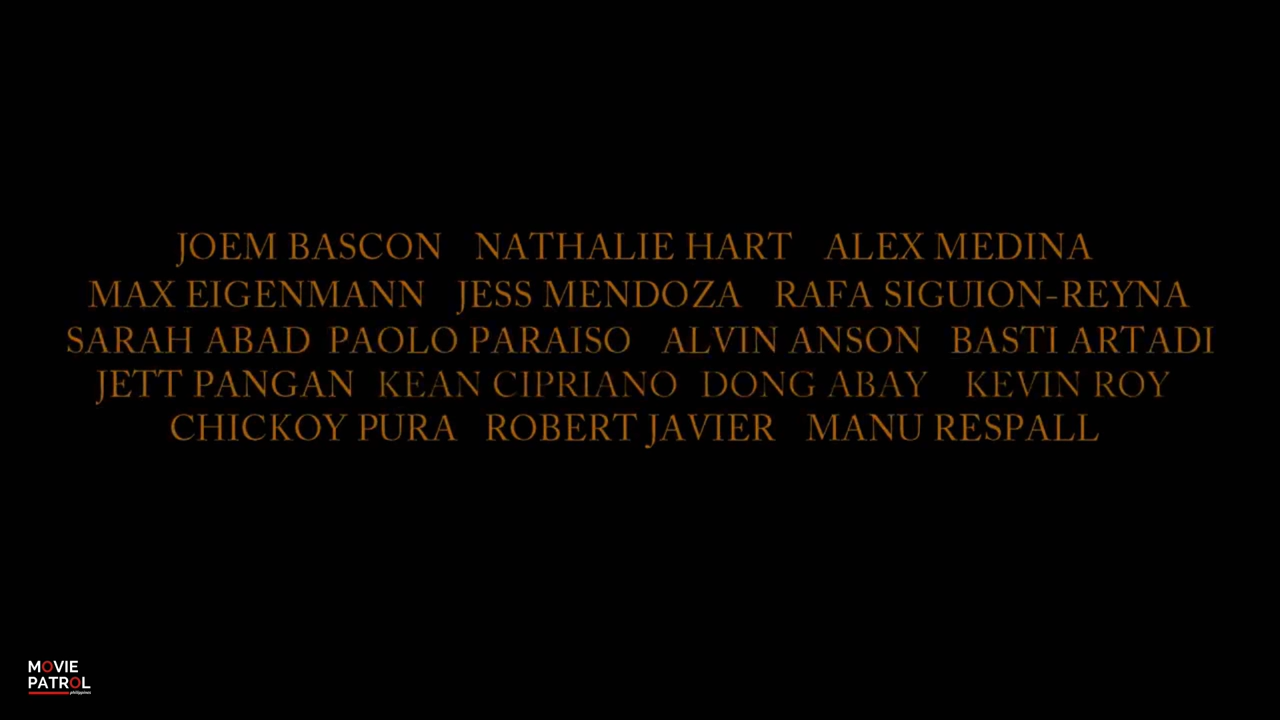 JOEM BASCON NATHALIE HART ALEX MEDINA
MAX EIGENMANN JESS MENDOZA RAFA SIGUION-REYNA
SARAH ABAD PAOLO PARAISO ALVIN ANSON BASTI ARTADI
JETT PANGAN KEAN CIPRIANO DONG ABAY KEVIN ROY
CHICKOY PURA ROBERT JAVIER MANU RESPALL
MOVIE
PATROL
philippines